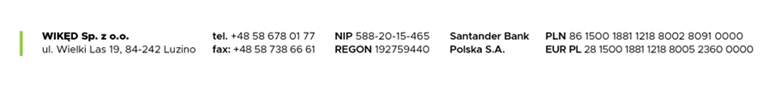 WIKĘD Sp. z o.o. tel. +48 58 678 01 77 NIP 588-20-15-465 Santander Bank PLN 86 1500 1881 1218 8002 8091 0000
ul. Wielki Las 19, 84-242 Luzino fax: +48 58 738 66 61 REGON 192759440 Polska S.A. EUR PL 28 1500 1881 1218 8005 2360 0000